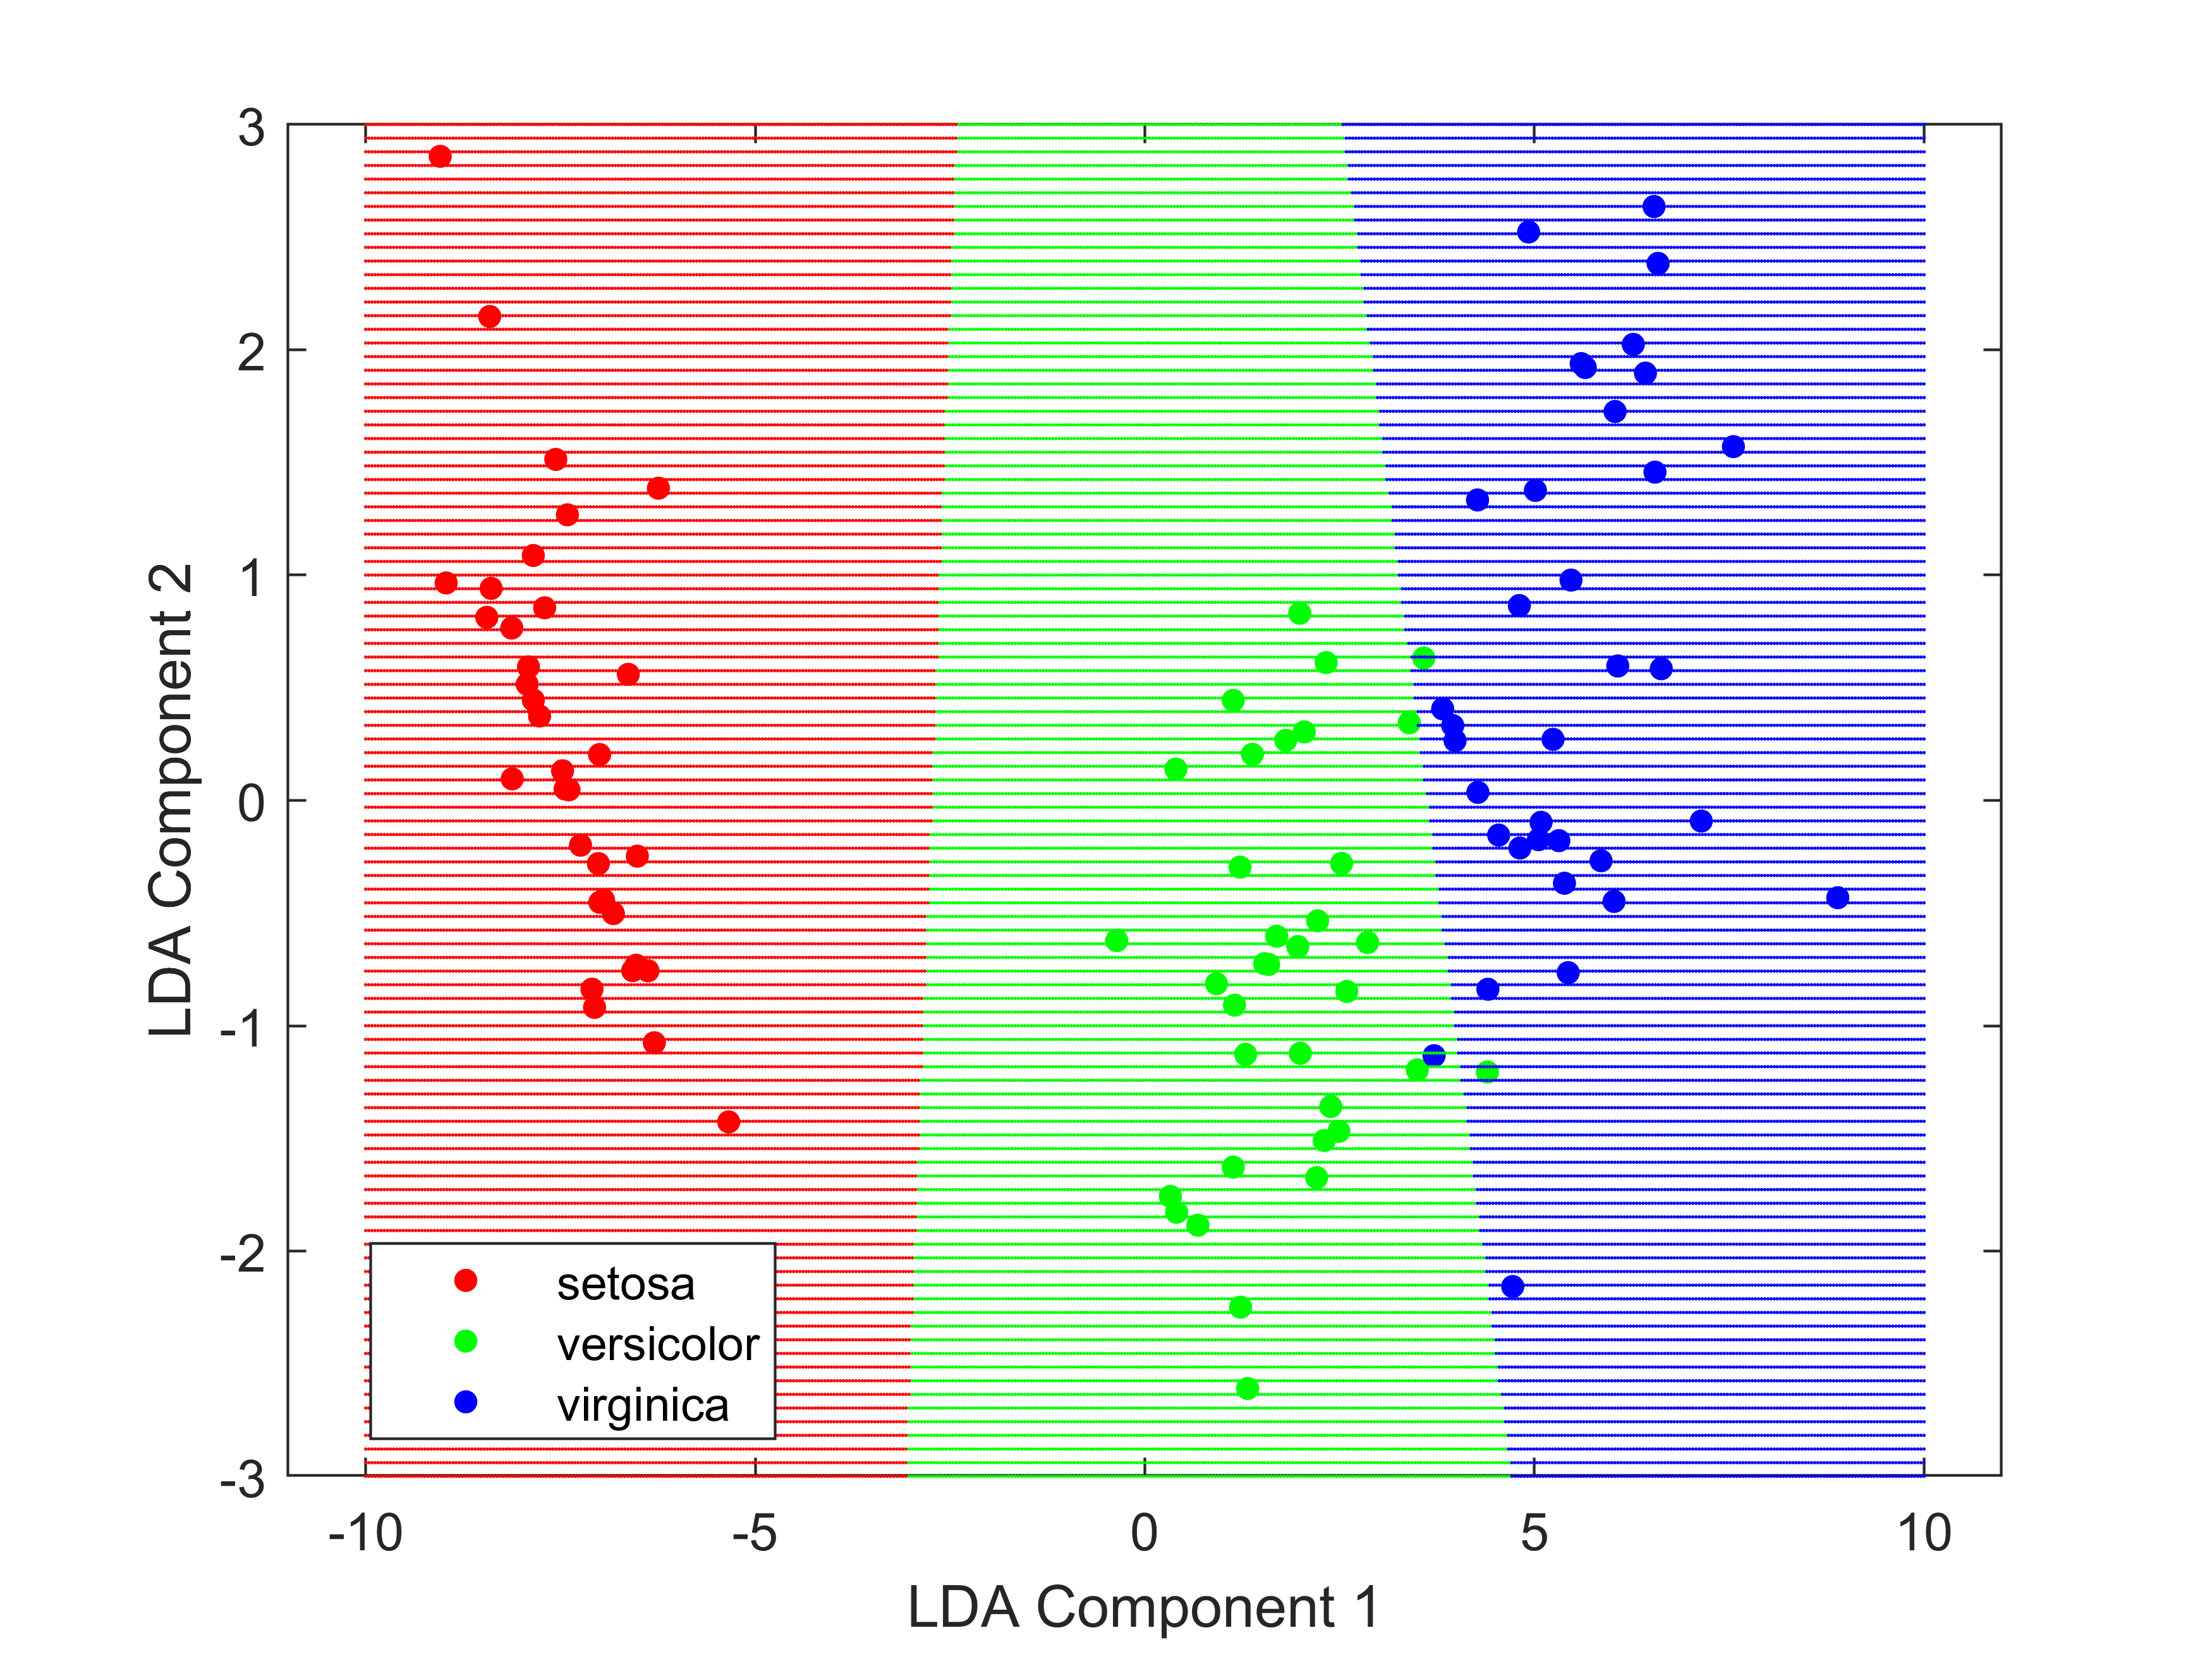 3
2
1
0
-1
-2
-3
LDA Component 2
setosa
versicolor
virginica
-10 -5 0 5 10
LDA Component 1